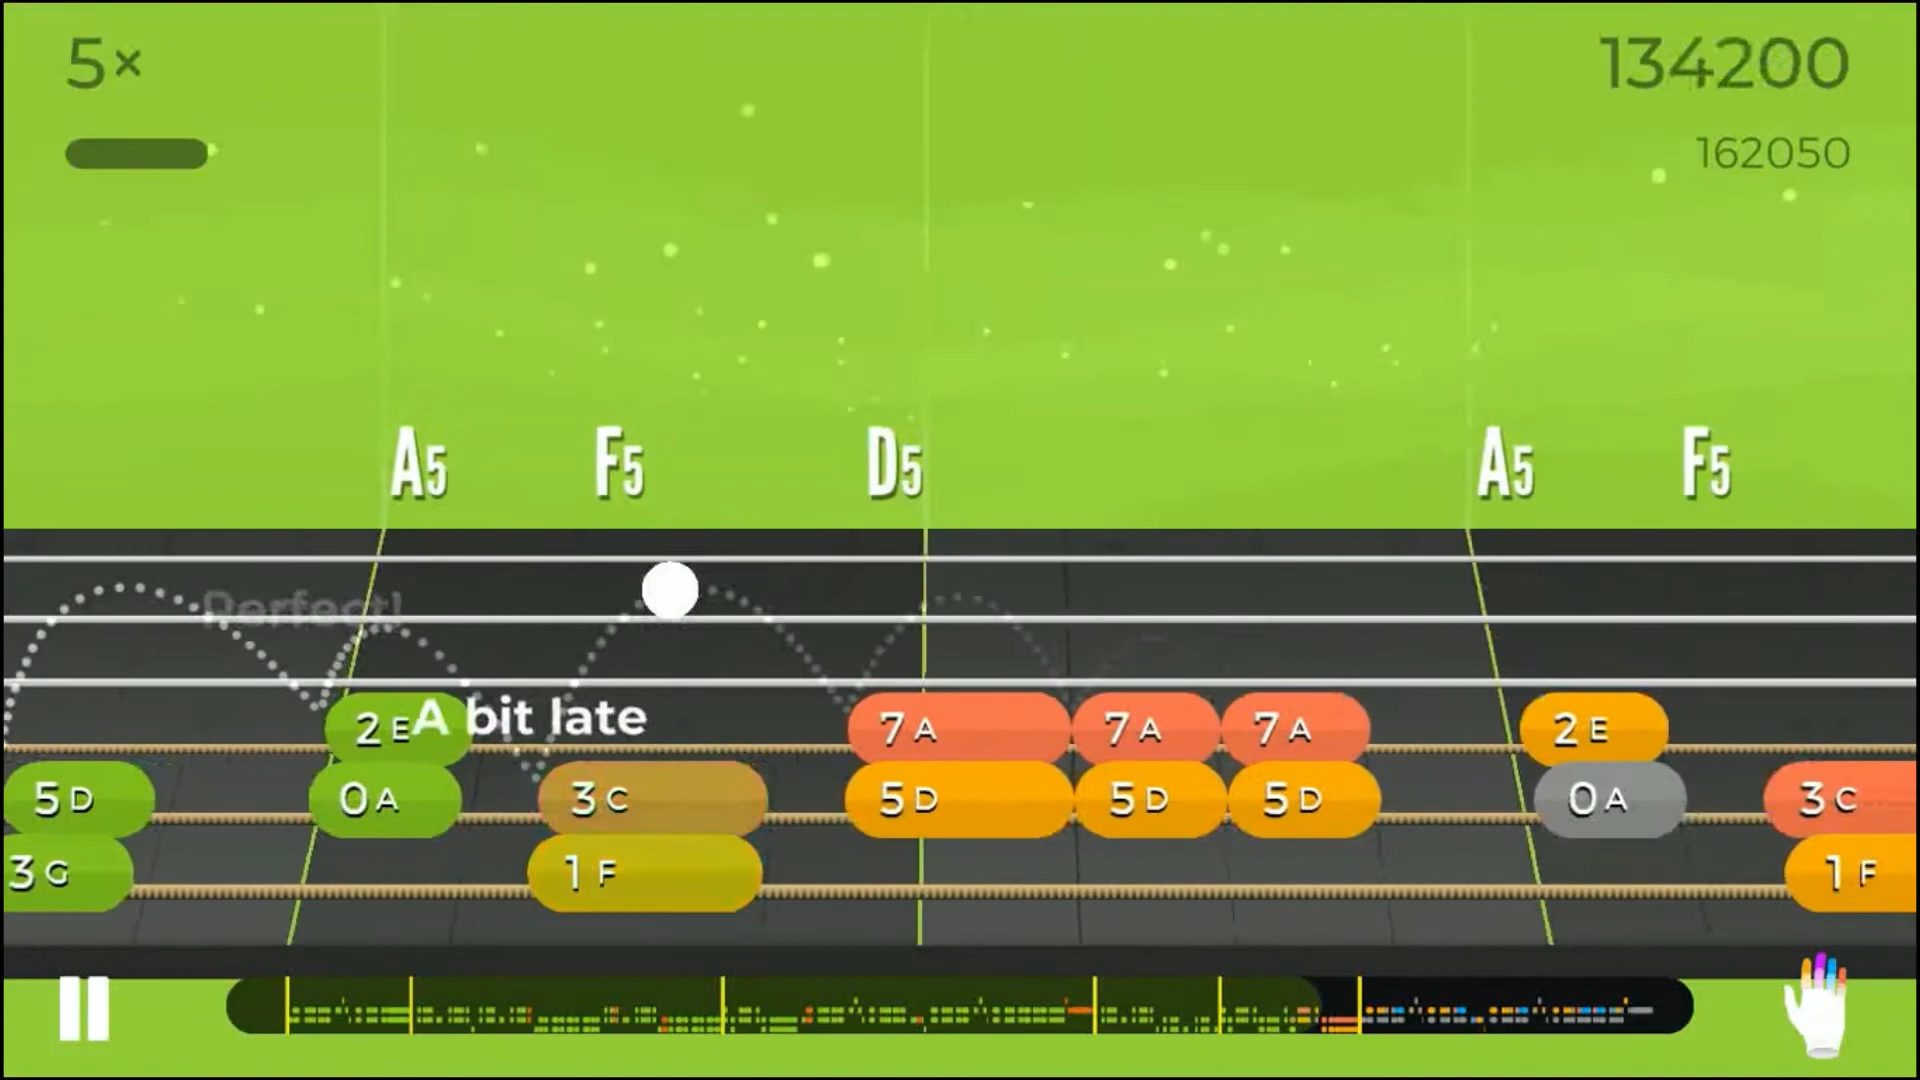 5×
134200
162050
A5 F5 D5 A5 F5
Perfect!
2 E A bit late 7 A 7 A 7 A 2 E
5 D 0 A 3 C 5 D 5 D 5 D 0 A 3 C
3 G 1 F 1 F